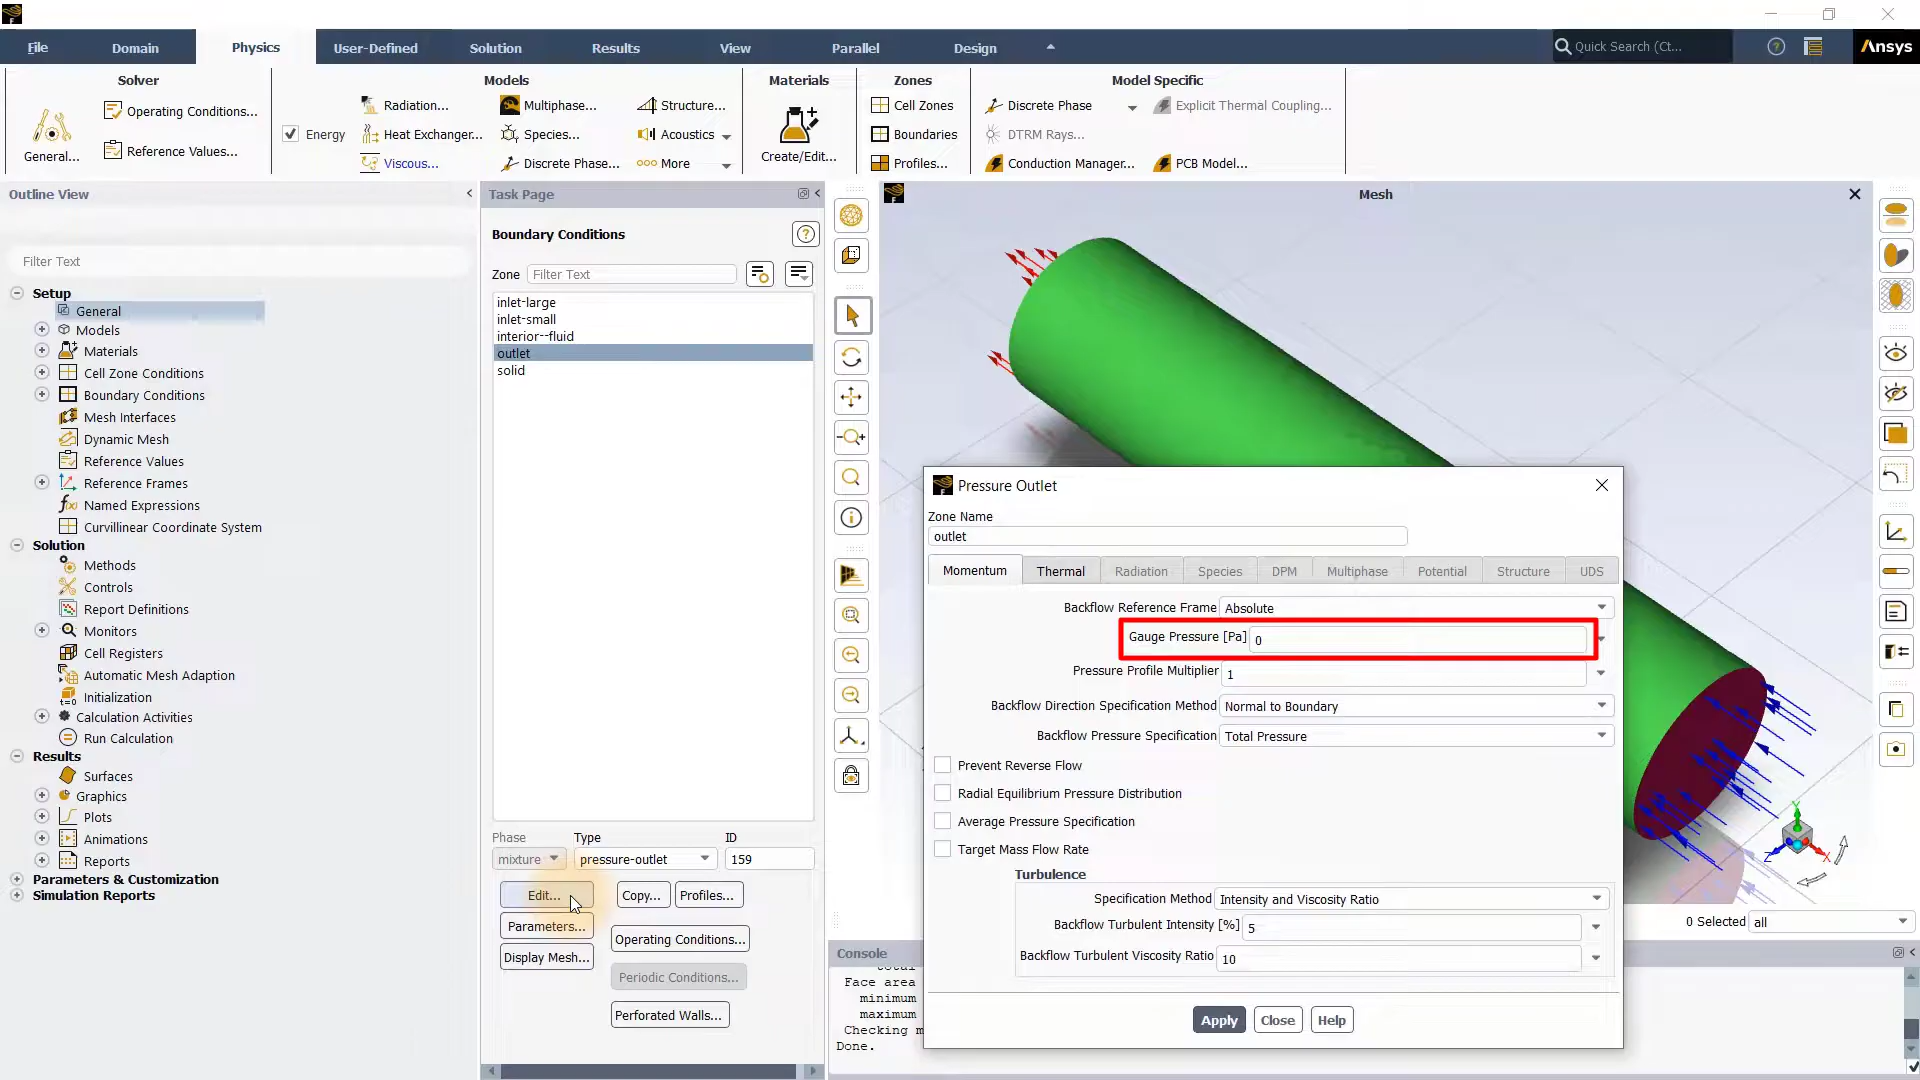 File
Domain
Physics
User-Defined
Solution
Results
View
Parallel
Design
Quick Search (Ct...
Ansys
Solver
Models
Materials
Zones
Model Specific
Operating Conditions...
Reference Values...
General...
Energy
Radiation...
Heat Exchanger...
Viscous...
Multiphase...
Species...
Discrete Phase...
Structure...
Acoustics
More
Create/Edit...
Cell Zones
Boundaries
Profiles...
Discrete Phase
DTRM Rays...
Conduction Manager...
Explicit Thermal Coupling...
PCB Model...
Outline View
Filter Text
Setup
General
Models
Materials
Cell Zone Conditions
Boundary Conditions
Mesh Interfaces
Dynamic Mesh
Reference Values
Reference Frames
Named Expressions
Curvillinear Coordinate System
Solution
Methods
Controls
Report Definitions
Monitors
Cell Registers
Automatic Mesh Adaption
Initialization
Calculation Activities
Run Calculation
Results
Surfaces
Graphics
Plots
Animations
Reports
Parameters & Customization
Simulation Reports
Task Page
Boundary Conditions
Zone Filter Text
inlet-large
inlet-small
interior--fluid
outlet
solid
Phase Type ID
mixture pressure-outlet 159
Edit... Copy... Profiles...
Parameters... Operating Conditions...
Display Mesh... Periodic Conditions...
Perforated Walls...
Mesh
Pressure Outlet
Zone Name
outlet
Momentum Thermal Radiation Species DPM Multiphase Potential Structure UDS
Backflow Reference Frame Absolute
Gauge Pressure [Pa] 0
Pressure Profile Multiplier 1
Backflow Direction Specification Method Normal to Boundary
Backflow Pressure Specification Total Pressure
Prevent Reverse Flow
Radial Equilibrium Pressure Distribution
Average Pressure Specification
Target Mass Flow Rate
Turbulence
Specification Method Intensity and Viscosity Ratio
Backflow Turbulent Intensity [%] 5
Backflow Turbulent Viscosity Ratio 10
Apply Close Help
Y
Z
X
0 Selected all
Console
Face area
minimum
maximum
Checking m
Done.